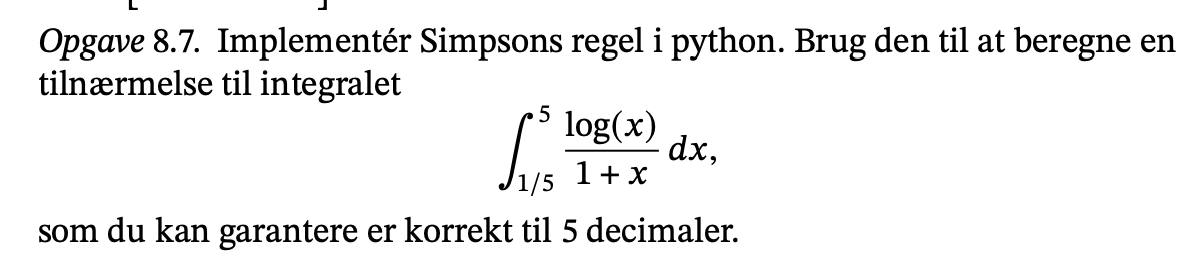 Opgave 8.7. Implementér Simpsons regel i python. Brug den til at beregne en
tilnærmelse til integralet
∫_{1/5}^{5} log(x)/(1 + x) dx,
som du kan garantere er korrekt til 5 decimaler.